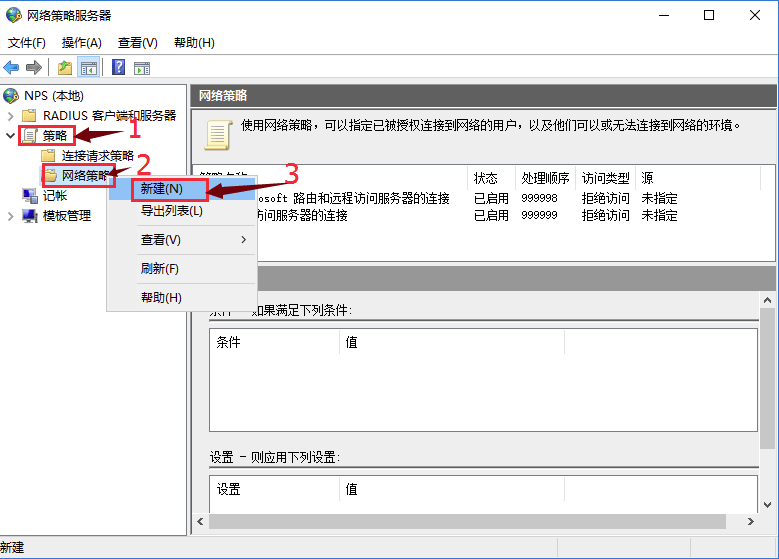 网络策略服务器
文件(F) 操作(A) 查看(V) 帮助(H)
NPS (本地)
RADIUS 客户端和服务器
策略
1
连接请求策略
网络策略
2
记帐
模板管理
新建(N)
3
导出列表(L)
查看(V)
刷新(F)
帮助(H)
网络策略
使用网络策略，可以指定已被授权连接到网络的用户，以及他们可以或无法连接到网络的环境。
状态 处理顺序 访问类型 源
osoft 路由和远程访问服务器的连接 已启用 999998 拒绝访问 未指定
访问服务器的连接 已启用 999999 拒绝访问 未指定
条件 - 如果满足下列条件:
条件 值
设置 - 则应用下列设置:
设置 值
新建